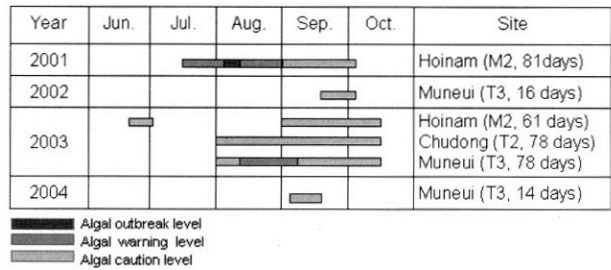 Year Jun. Jul. Aug. Sep. Oct. Site
2001 Hoinam (M2, 81days)
2002 Muneui (T3, 16 days)
2003 Hoinam (M2, 61 days)
Chudong (T2, 78 days)
Muneui (T3, 78 days)
2004 Muneui (T3, 14 days)
Algal outbreak level
Algal warning level
Algal caution level